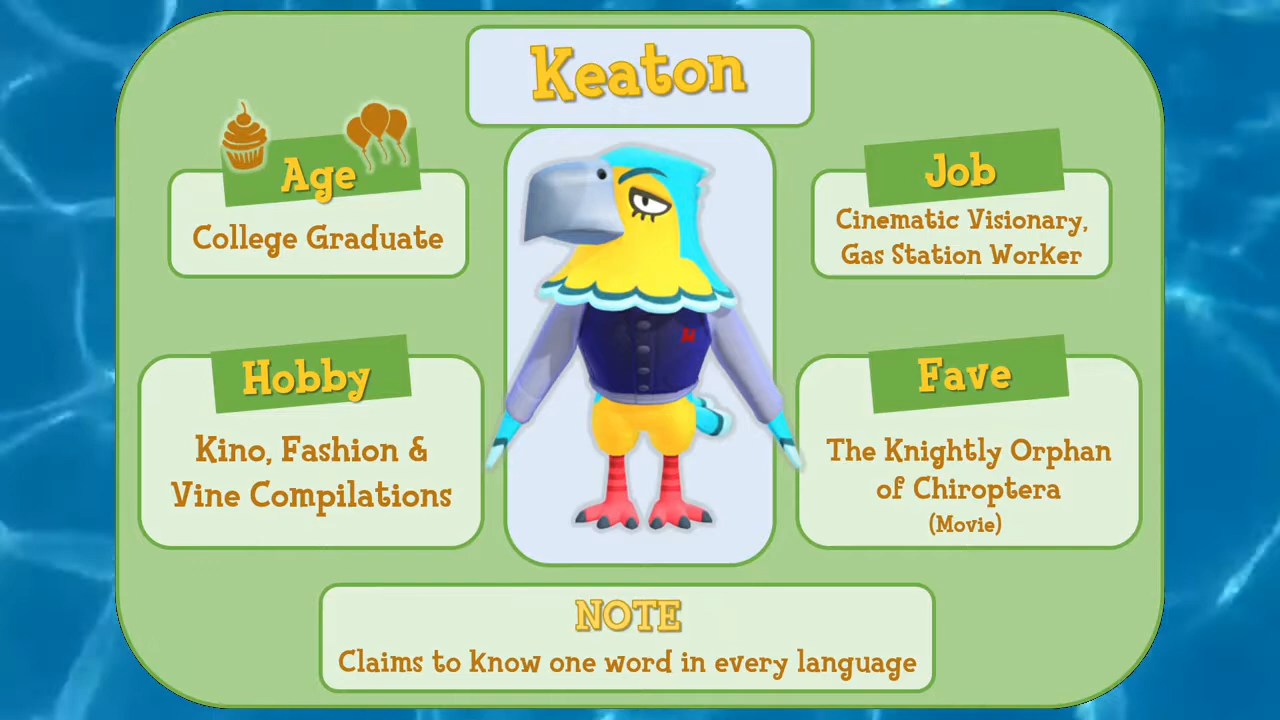 Keaton
Age
College Graduate
Job
Cinematic Visionary,
Gas Station Worker
Hobby
Kino, Fashion &
Vine Compilations
Fave
The Knightly Orphan
of Chiroptera
(Movie)
NOTE
Claims to know one word in every language